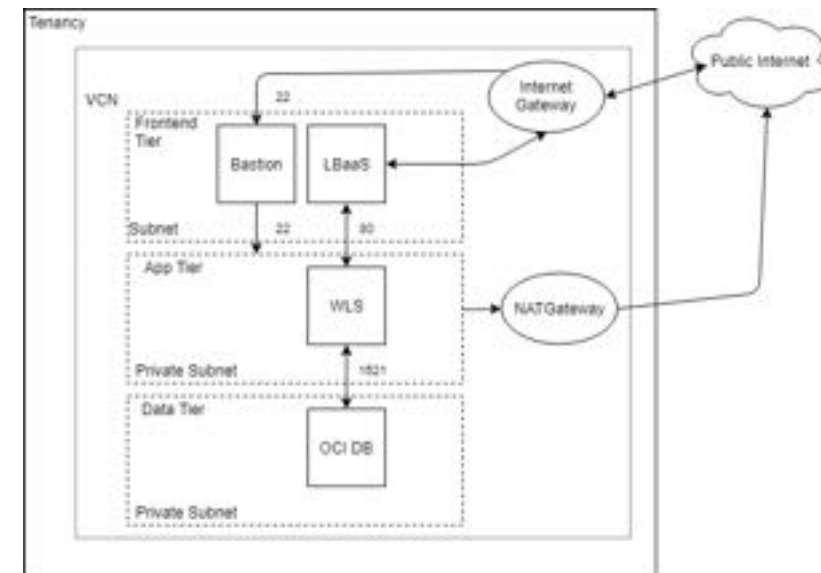 Tenancy
Public Internet
Internet
Gateway
VCN
22
Frontend
Tier
Bastion
LBaaS
Subnet
22
80
App Tier
WLS
NATGateway
Private Subnet
1521
Data Tier
OCI DB
Private Subnet